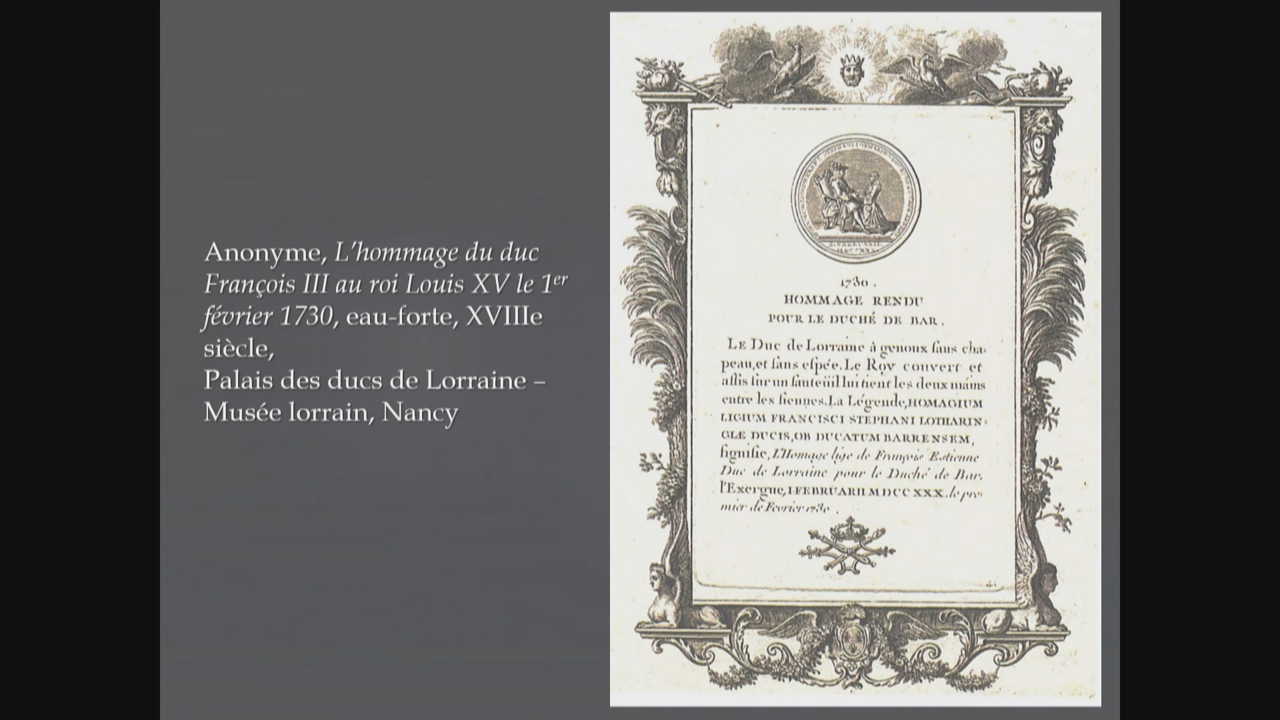 Anonyme, L'hommage du duc
François III au roi Louis XV le 1er
février 1730, eau-forte, XVIIIe
siècle,
Palais des ducs de Lorraine –
Musée lorrain, Nancy
1730.
HOMMAGE RENDU
POUR LE DUCHÉ DE BAR.
LE Duc de Lorraine à genoux ſans cha-
peau, et ſans eſpée. Le Roy couvert et
aſſis ſur un fauteüil lui tient les deux mains
entre les ſiennes. La Légende, HOMAGIUM
LIGIUM FRANCISCI STEPHANI LOTHARIN-
GIÆ DUCIS, OB DUCATUM BARRENSEM,
ſignifie, L'Homage lige de François Estienne
Duc de Lorraine pour le Duché de Bar.
l'Exergue, I FEBRUARII MDCCXXX. le pre-
mier de Fevrier 1730.